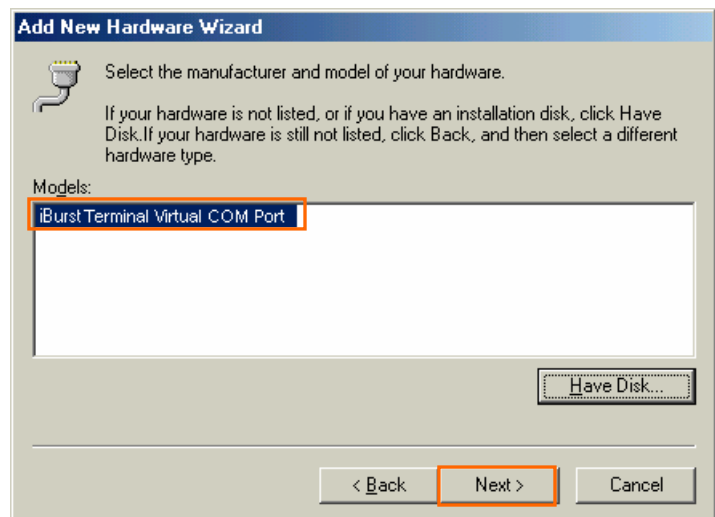 Add New Hardware Wizard
Select the manufacturer and model of your hardware.
If your hardware is not listed, or if you have an installation disk, click Have
Disk.If your hardware is still not listed, click Back, and then select a different
hardware type.
Models:
iBurst Terminal Virtual COM Port
Have Disk...
< Back
Next >
Cancel